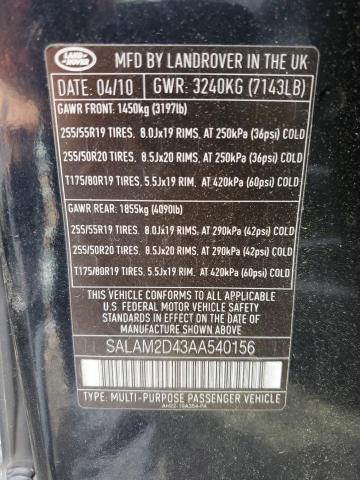 LAND
ROVER
MFD BY LANDROVER IN THE UK
DATE: 04/10 GWR: 3240KG (7143LB)
GAWR FRONT: 1450kg (3197lb)
255/55R19 TIRES, 8.0Jx19 RIMS, AT 250kPa (36psi) COLD
255/50R20 TIRES, 8.5Jx20 RIMS, AT 250kPa (36psi) COLD
T175/80R19 TIRES, 5.5Jx19 RIM, AT 420kPa (60psi) COLD
GAWR REAR: 1855kg (4090lb)
255/55R19 TIRES, 8.0Jx19 RIMS, AT 290kPa (42psi) COLD
255/50R20 TIRES, 8.5Jx20 RIMS, AT 290kPa (42psi) COLD
T175/80R19 TIRES, 5.5Jx19 RIM, AT 420kPa (60psi) COLD
THIS VEHICLE CONFORMS TO ALL APPLICABLE
U.S. FEDERAL MOTOR VEHICLE SAFETY STANDARDS
IN EFFECT ON THE DATE OF MANUFACTURE SHOWN ABOVE.
SALAM2D43AA540156
TYPE: MULTI-PURPOSE PASSENGER VEHICLE